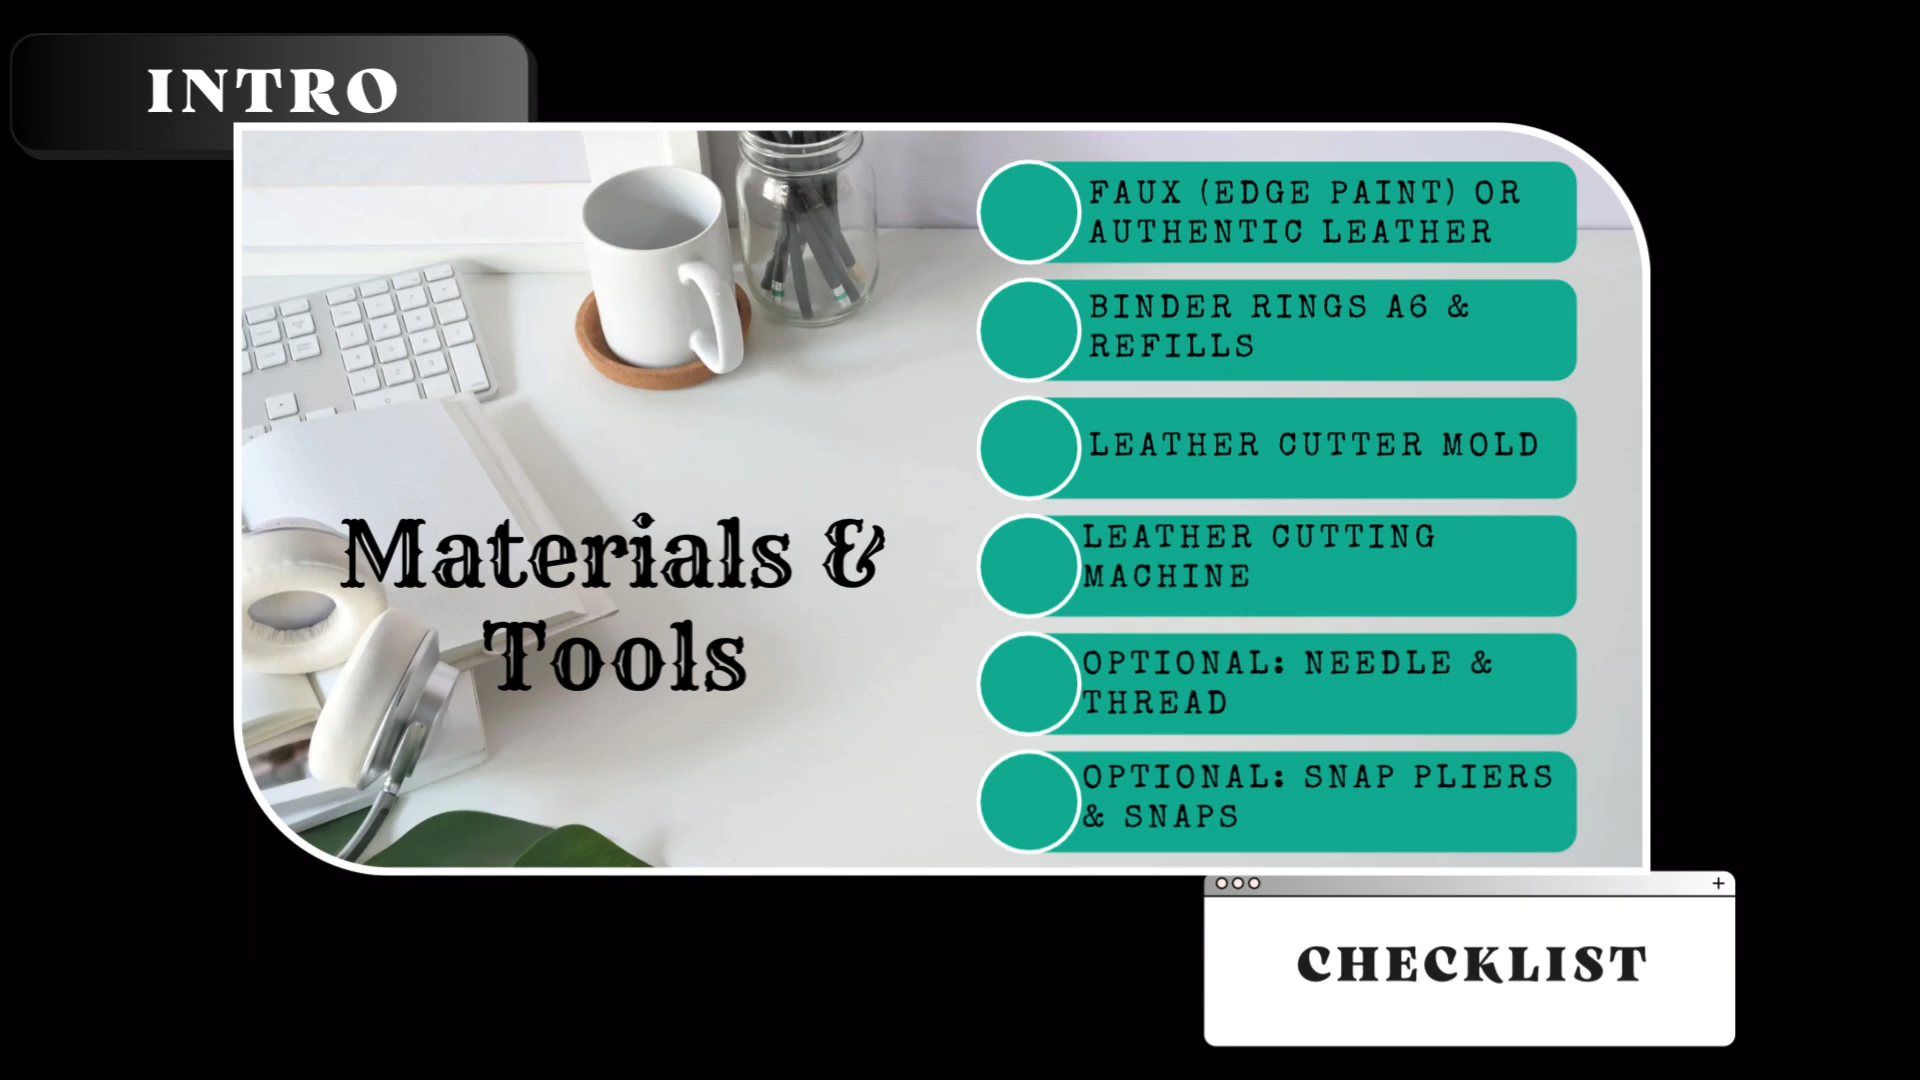 INTRO
Materials &
Tools
FAUX (EDGE PAINT) OR
AUTHENTIC LEATHER
BINDER RINGS A6 &
REFILLS
LEATHER CUTTER MOLD
LEATHER CUTTING
MACHINE
OPTIONAL: NEEDLE &
THREAD
OPTIONAL: SNAP PLIERS
& SNAPS
+
CHECKLIST